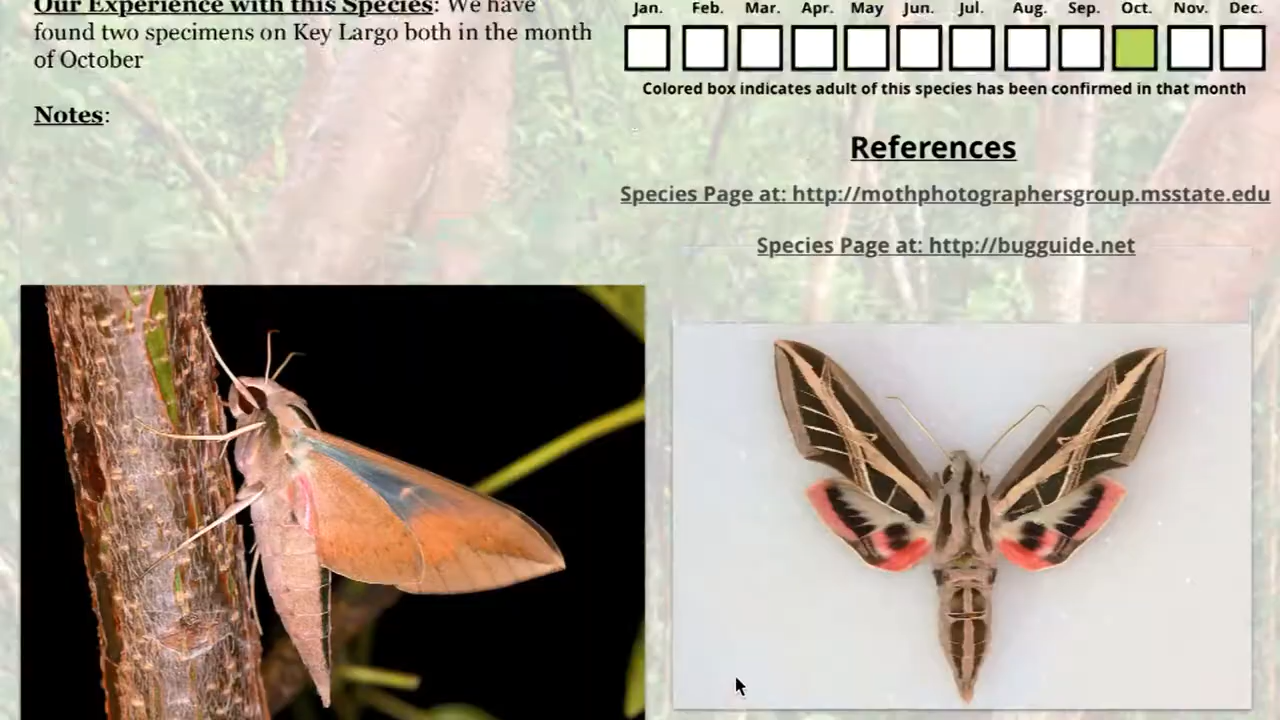 Our Experience with this Species: We have
found two specimens on Key Largo both in the month
of October
Notes:
Jan. Feb. Mar. Apr. May Jun. Jul. Aug. Sep. Oct. Nov. Dec.
Colored box indicates adult of this species has been confirmed in that month
References
Species Page at: http://mothphotographersgroup.msstate.edu
Species Page at: http://bugguide.net